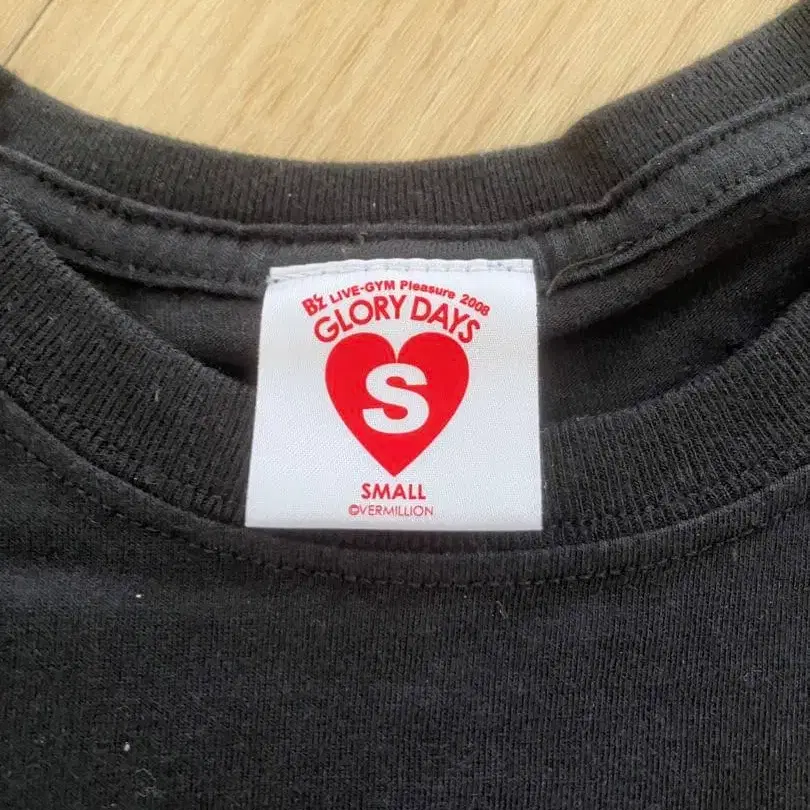 B'z LIVE-GYM Pleasure 2008
GLORY DAYS
S
SMALL
©VERMILLION